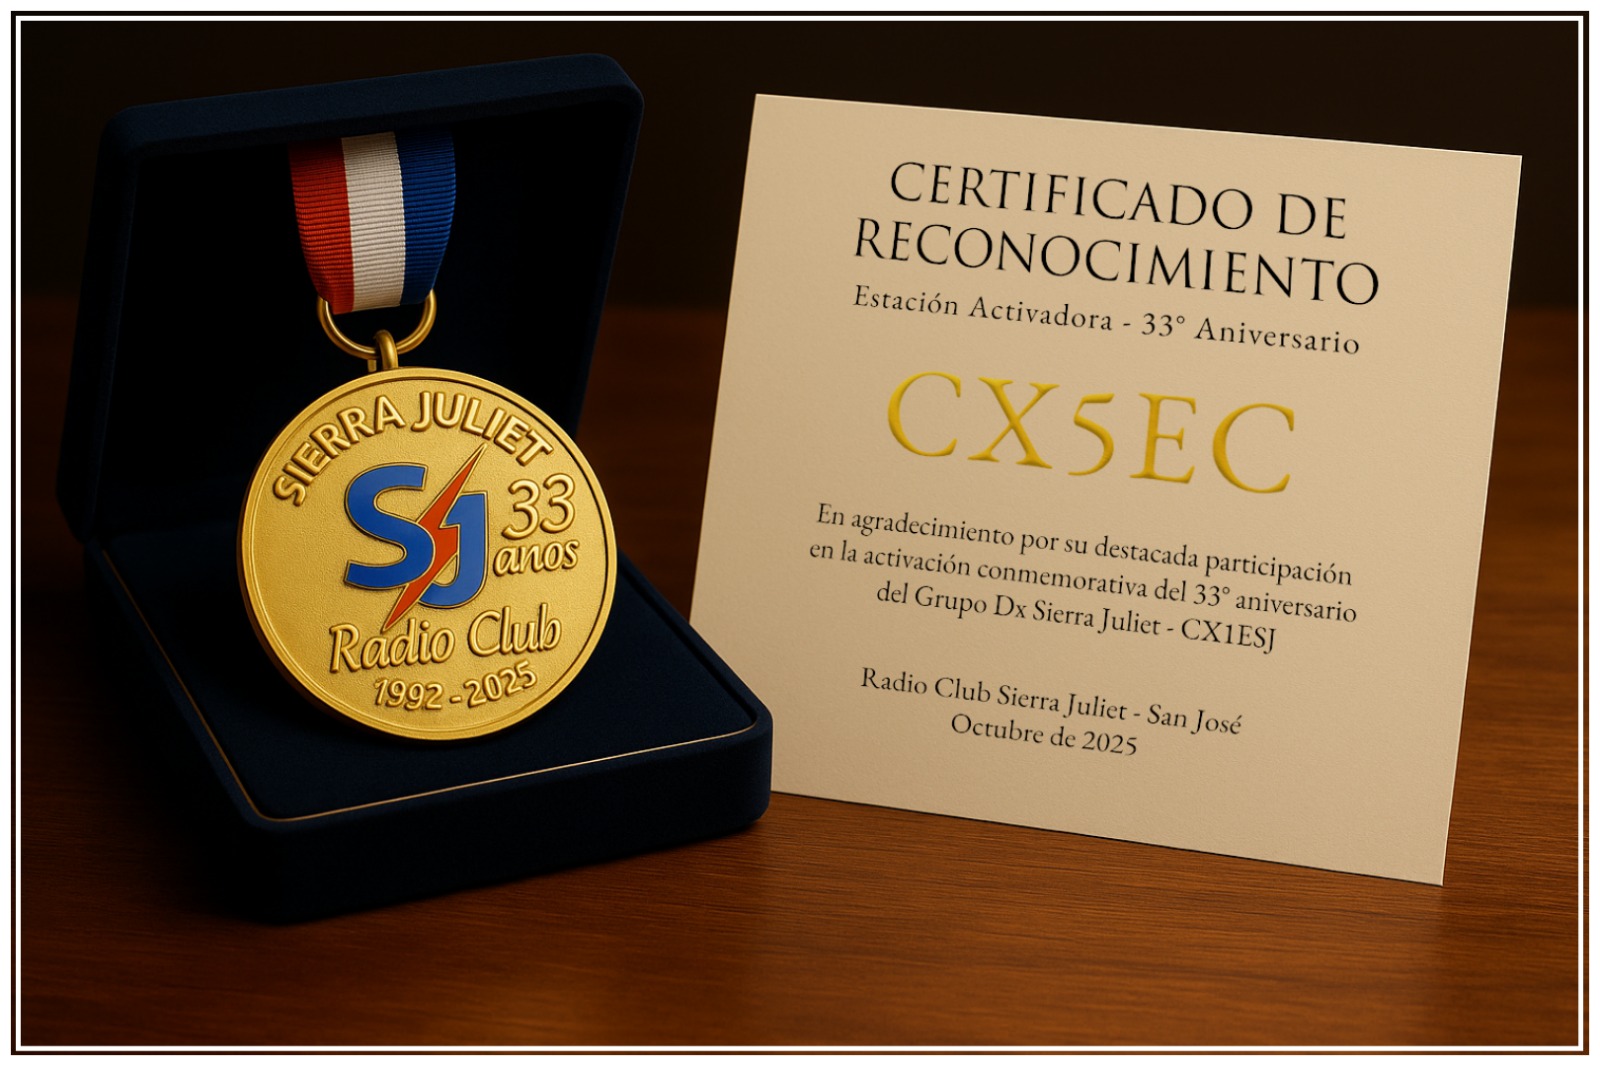 SIERRA JULIET
SJ
33
anos
Radio Club
1992-2025
CERTIFICADO DE
RECONOCIMIENTO
Estación Activadora - 33° Aniversario
CX5EC
En agradecimiento por su destacada participación
en la activación conmemorativa del 33° aniversario
del Grupo Dx Sierra Juliet - CX1ESJ
Radio Club Sierra Juliet - San José
Octubre de 2025